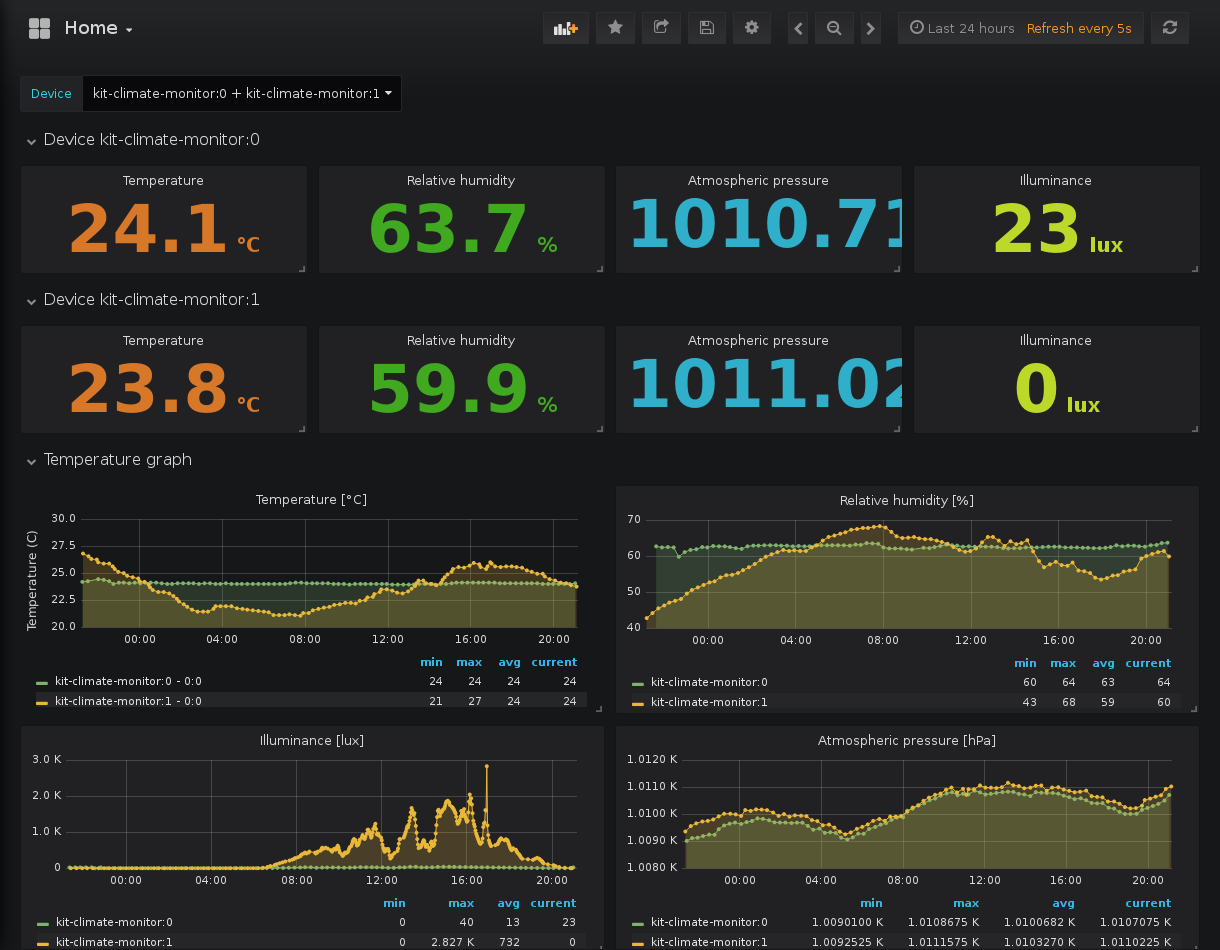 Home
Last 24 hours Refresh every 5s
Device kit-climate-monitor:0 + kit-climate-monitor:1
Device kit-climate-monitor:0
Temperature Relative humidity Atmospheric pressure Illuminance
24.1 °C 63.7 % 1010.71 23 lux
Device kit-climate-monitor:1
Temperature Relative humidity Atmospheric pressure Illuminance
23.8 °C 59.9 % 1011.02 0 lux
Temperature graph
Temperature [°C]
Temperature (C)
30.0
27.5
25.0
22.5
20.0
00:00 04:00 08:00 12:00 16:00 20:00
min max avg current
kit-climate-monitor:0 - 0:0 24 24 24 24
kit-climate-monitor:1 - 0:0 21 27 24 24
Relative humidity [%]
70
60
50
40
00:00 04:00 08:00 12:00 16:00 20:00
min max avg current
kit-climate-monitor:0 60 64 63 64
kit-climate-monitor:1 43 68 59 60
Illuminance [lux]
3.0 K
2.0 K
1.0 K
0
00:00 04:00 08:00 12:00 16:00 20:00
min max avg current
kit-climate-monitor:0 0 40 13 23
kit-climate-monitor:1 0 2.827 K 732 0
Atmospheric pressure [hPa]
1.0120 K
1.0110 K
1.0100 K
1.0090 K
1.0080 K
00:00 04:00 08:00 12:00 16:00 20:00
min max avg current
kit-climate-monitor:0 1.0090100 K 1.0108675 K 1.0100682 K 1.0107075 K
kit-climate-monitor:1 1.0092525 K 1.0111575 K 1.0103270 K 1.0110225 K